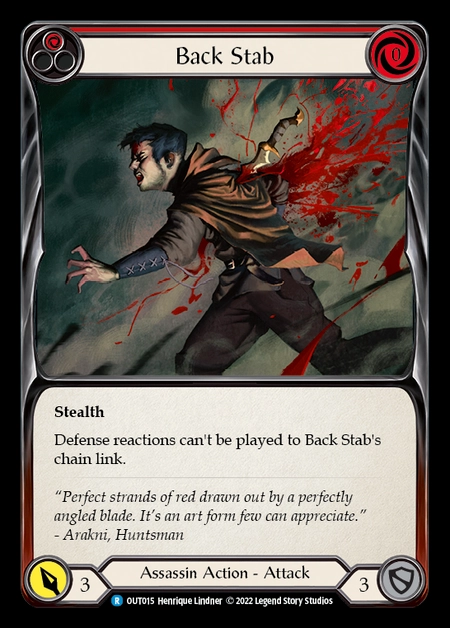 Back Stab
0
Stealth
Defense reactions can't be played to Back Stab's
chain link.
“Perfect strands of red drawn out by a perfectly
angled blade. It's an art form few can appreciate.”
- Arakni, Huntsman
3
Assassin Action - Attack
3
R OUT015 Henrique Lindner © 2022 Legend Story Studios